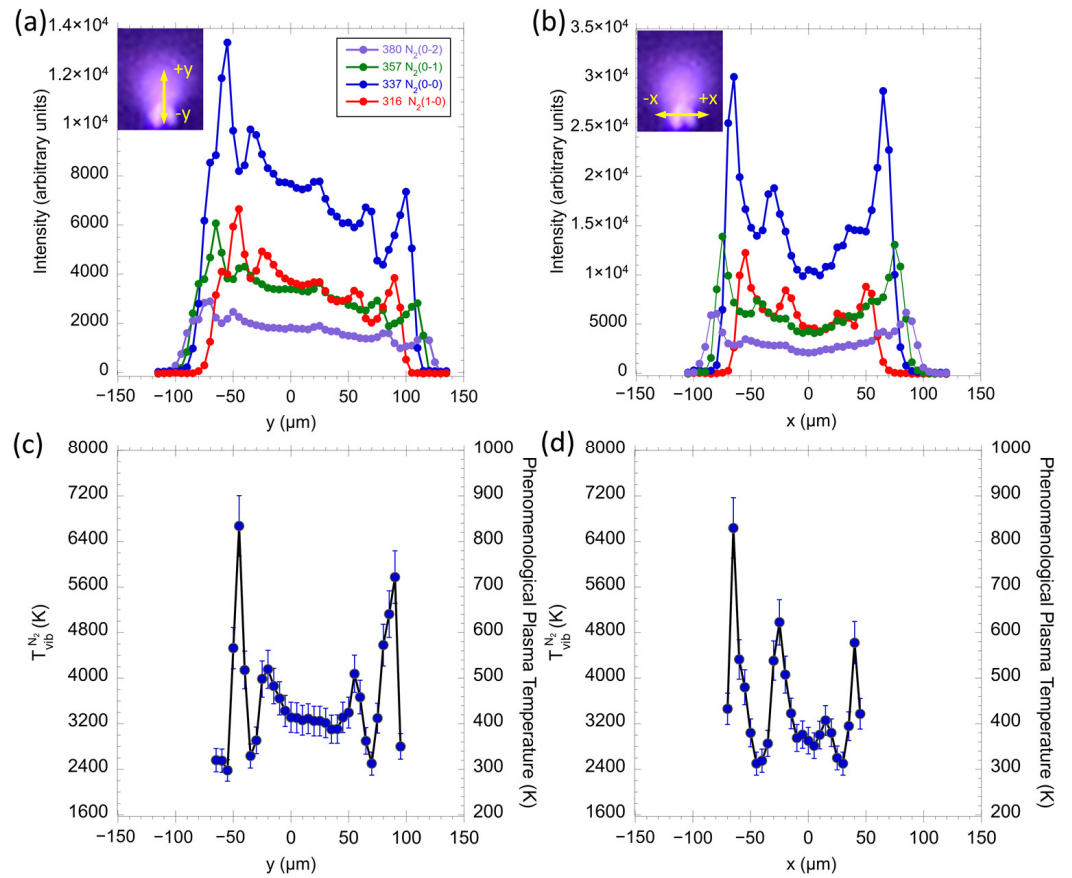 (a)
1.4×10⁴
1.2×10⁴
10⁴
8000
6000
4000
2000
0
Intensity (arbitrary units)
+y
-y
380 N₂(0-2)
357 N₂(0-1)
337 N₂(0-0)
316 N₂(1-0)
−150 −100 −50 0 50 100 150
y (µm)
(b)
3.5×10⁴
3×10⁴
2.5×10⁴
2×10⁴
1.5×10⁴
1×10⁴
5000
0
Intensity (arbitrary units)
-x +x
−150 −100 −50 0 50 100 150
x (µm)
(c)
8000
7200
6400
5600
4800
4000
3200
2400
1600
T_vib^N₂ (K)
1000
900
800
700
600
500
400
300
200
Phenomenological Plasma Temperature (K)
−150 −100 −50 0 50 100 150
y (µm)
(d)
8000
7200
6400
5600
4800
4000
3200
2400
1600
T_vib^N₂ (K)
1000
900
800
700
600
500
400
300
200
Phenomenological Plasma Temperature (K)
−150 −100 −50 0 50 100 150
x (µm)